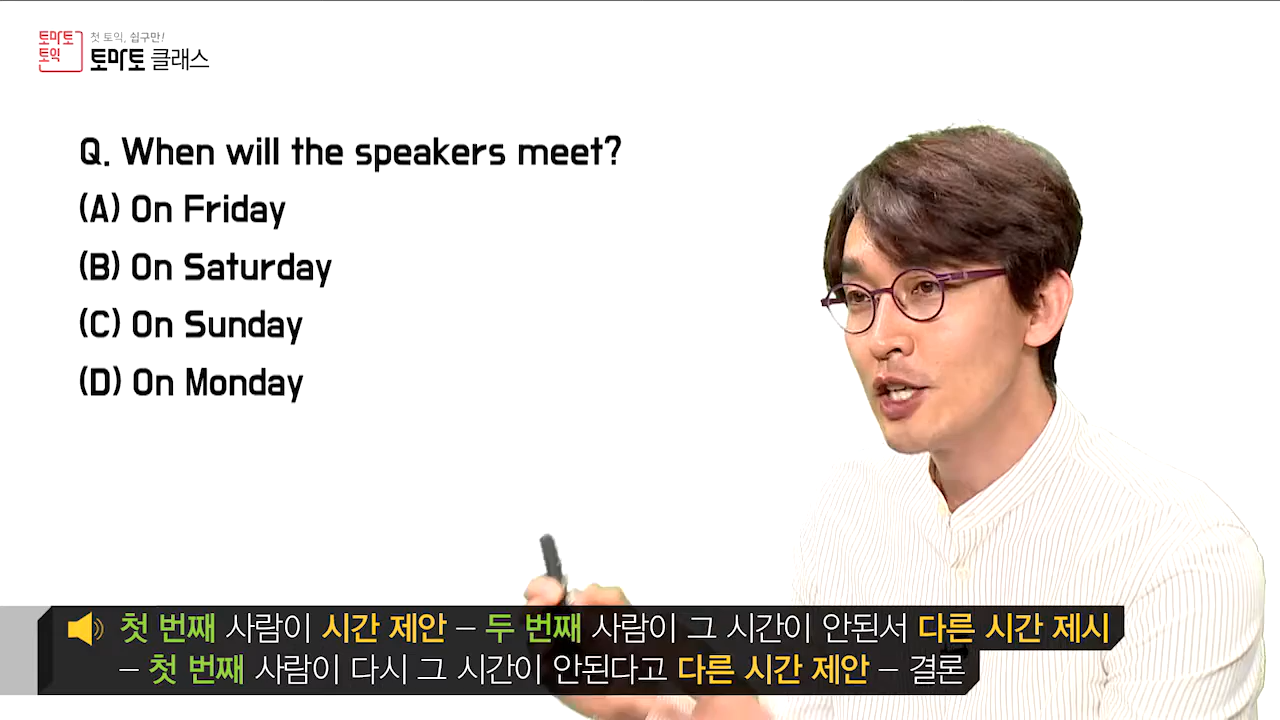 토마토
토익
첫 토익, 쉽구만!
토마토 클래스
Q. When will the speakers meet?
(A) On Friday
(B) On Saturday
(C) On Sunday
(D) On Monday
첫 번째 사람이 시간 제안 – 두 번째 사람이 그 시간이 안된서 다른 시간 제시
– 첫 번째 사람이 다시 그 시간이 안된다고 다른 시간 제안 – 결론